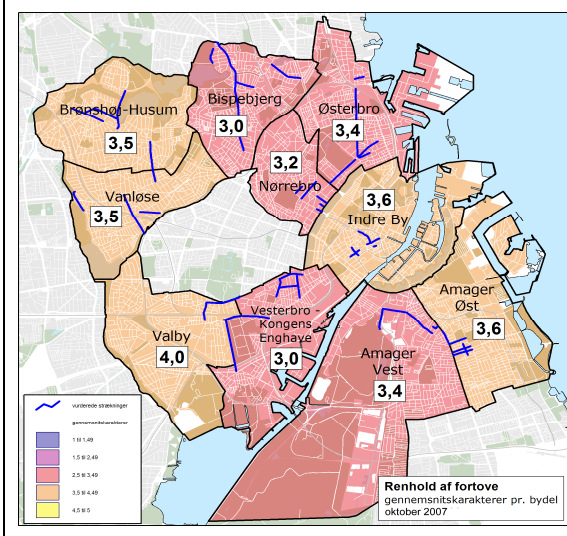 Bispebjerg
3,0
Østerbro
3,4
Brønshøj-Husum
3,5
3,2
Nørrebro
Vanløse
3,5
3,6
Indre By
Amager
Øst
3,6
Vesterbro -
Kongens
Enghave
3,0
Valby
4,0
Amager
Vest
3,4
vurderede strækninger
gennemsnitskarakterer
1 til 1,49
1,5 til 2,49
2,5 til 3,49
3,5 til 4,49
4,5 til 5
Renhold af fortove
gennemsnitskarakterer pr. bydel
oktober 2007